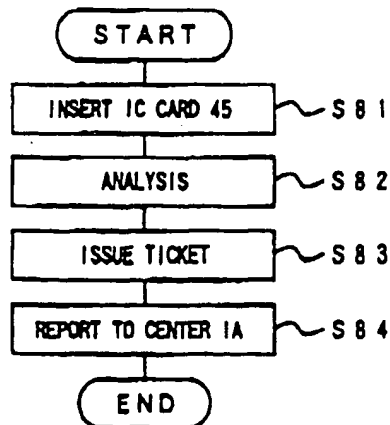 START
INSERT IC CARD 45 S81
ANALYSIS S82
ISSUE TICKET S83
REPORT TO CENTER 1A S84
END